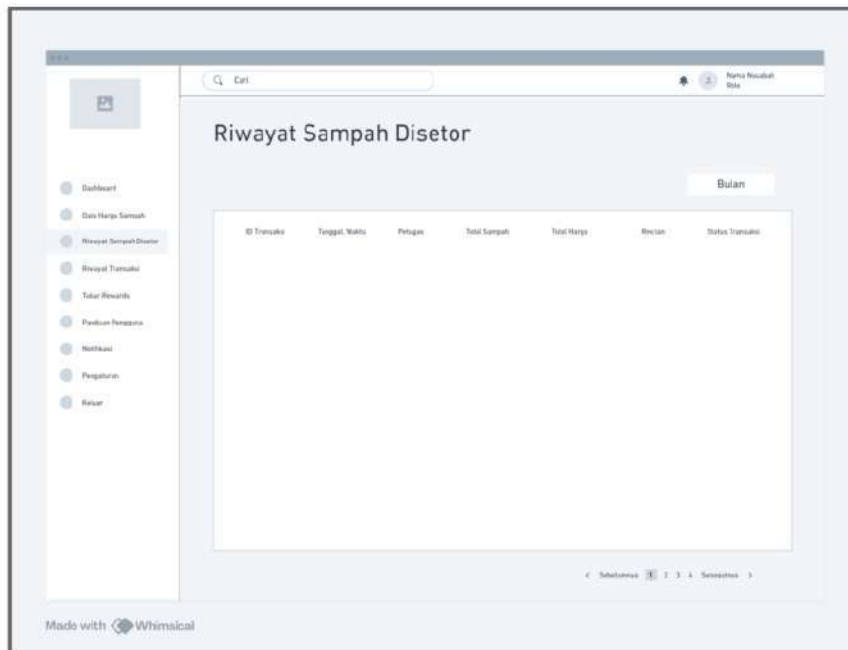 Cari
Nama Nasabah
Role
Riwayat Sampah Disetor
Bulan
Dashboard
Data Harga Sampah
Riwayat Sampah Disetor
Riwayat Transaksi
Tukar Rewards
Panduan Pengguna
Notifikasi
Pengaturan
Keluar
ID Transaksi Tanggal, Waktu Petugas Total Sampah Total Harga Rincian Status Transaksi
< Sebelumnya 1 2 3 4 Selanjutnya >
Made with Whimsical